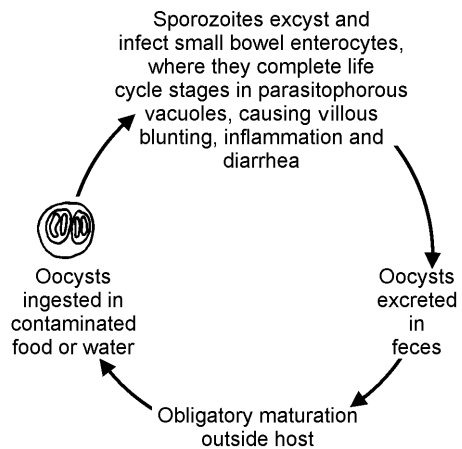 Sporozoites excyst and
infect small bowel enterocytes,
where they complete life
cycle stages in parasitophorous
vacuoles, causing villous
blunting, inflammation and
diarrhea
Oocysts
excreted
in
feces
Obligatory maturation
outside host
Oocysts
ingested in
contaminated
food or water